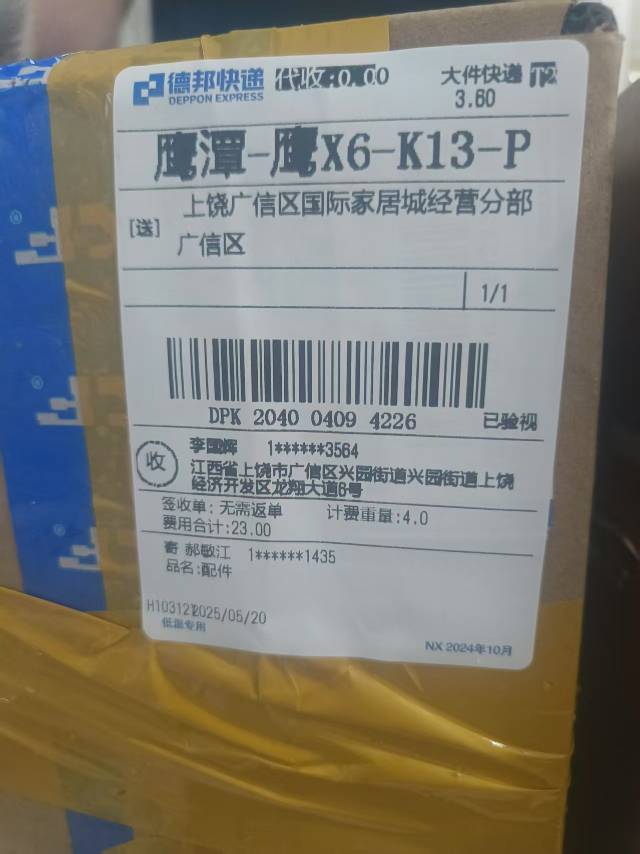 德邦快递
DEPPON EXPRESS
代收:0.00
大件快递
3.60
鹰潭-鹰X6-K13-P
[送]
上饶广信区国际家居城经营分部
广信区
1/1
DPK 2040 0409 4226
已验视
收
李国辉 1******3564
江西省上饶市广信区兴园街道兴园街道上饶
经济开发区龙翔大道6号
签收单:无需返单 计费重量:4.0
费用合计:23.00
寄 郝敏江 1******1435
品名:配件
2025/05/20
低温专用
NX 2024年10月